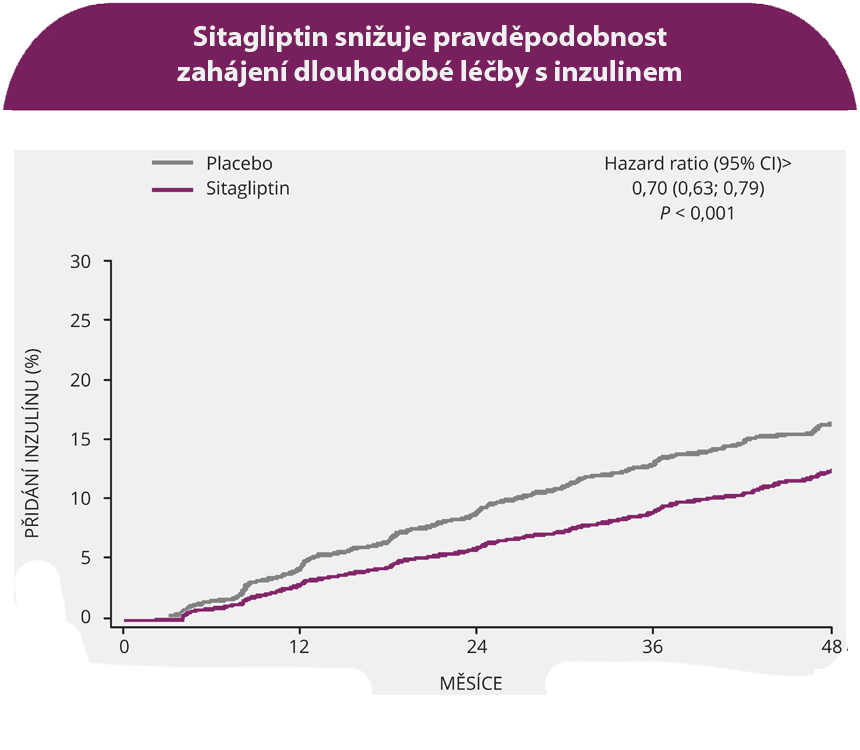 Sitagliptin snižuje pravděpodobnost
zahájení dlouhodobé léčby s inzulinem
Placebo
Sitagliptin
Hazard ratio (95% CI)>
0,70 (0,63; 0,79)
P < 0,001
PŘIDÁNÍ INZULÍNU (%)
30
25
20
15
10
5
0
0 12 24 36 48
MĚSÍCE